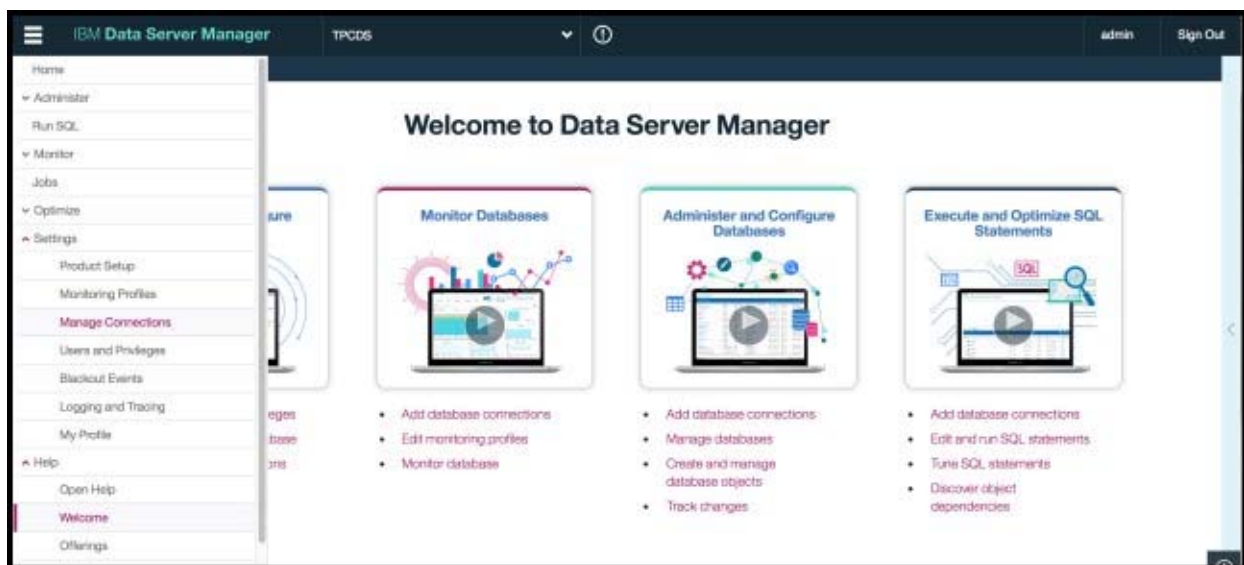 IBM Data Server Manager
TPCDS
admin
Sign Out
Home
Administer
Run SQL
Monitor
Jobs
Optimize
Settings
Product Setup
Monitoring Profiles
Manage Connections
Users and Privileges
Blackout Events
Logging and Tracing
My Profile
Help
Open Help
Welcome
Offerings
Welcome to Data Server Manager
ure
eges
base
ons
Monitor Databases
• Add database connections
• Edit monitoring profiles
• Monitor database
Administer and Configure
Databases
• Add database connections
• Manage databases
• Create and manage
database objects
• Track changes
Execute and Optimize SQL
Statements
SQL
• Add database connections
• Edit and run SQL statements
• Tune SQL statements
• Discover object
dependencies